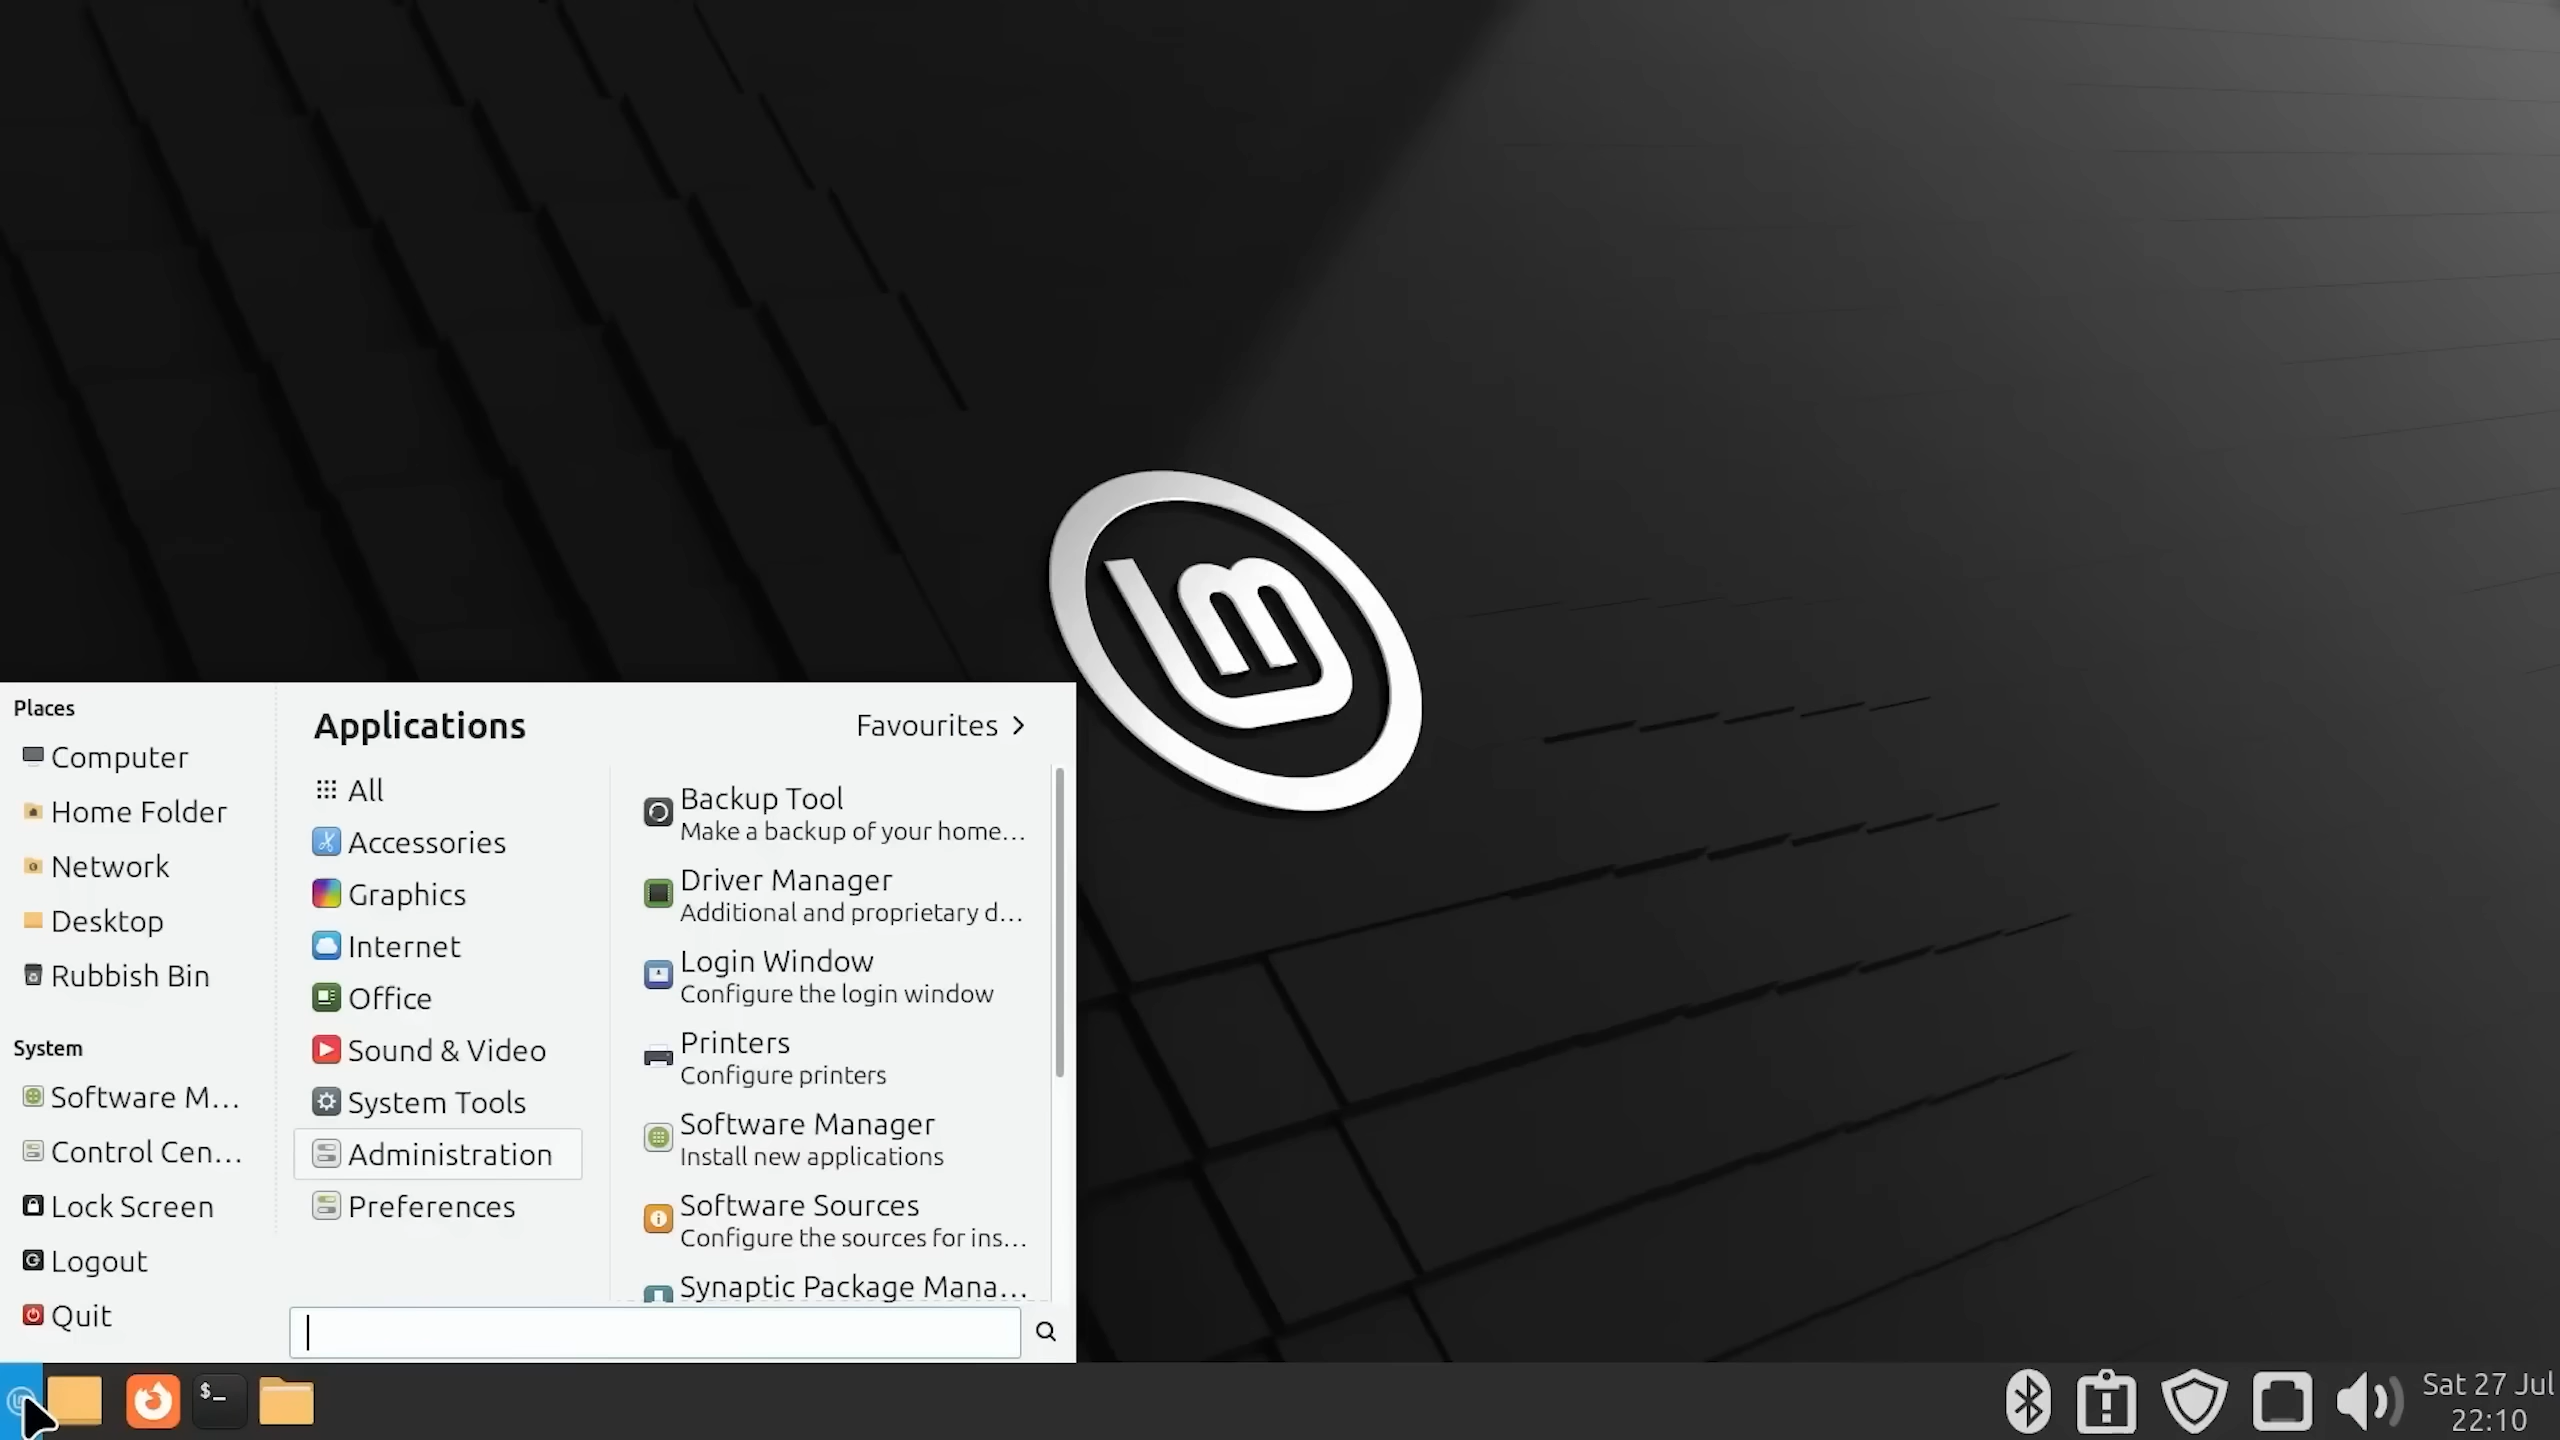 Places
Computer
Home Folder
Network
Desktop
Rubbish Bin
System
Software M...
Control Cen...
Lock Screen
Logout
Quit
Applications
Favourites
All
Accessories
Graphics
Internet
Office
Sound & Video
System Tools
Administration
Preferences
Backup Tool
Make a backup of your home...
Driver Manager
Additional and proprietary d...
Login Window
Configure the login window
Printers
Configure printers
Software Manager
Install new applications
Software Sources
Configure the sources for ins...
Synaptic Package Mana...
lm
$_
Sat 27 Jul
22:10